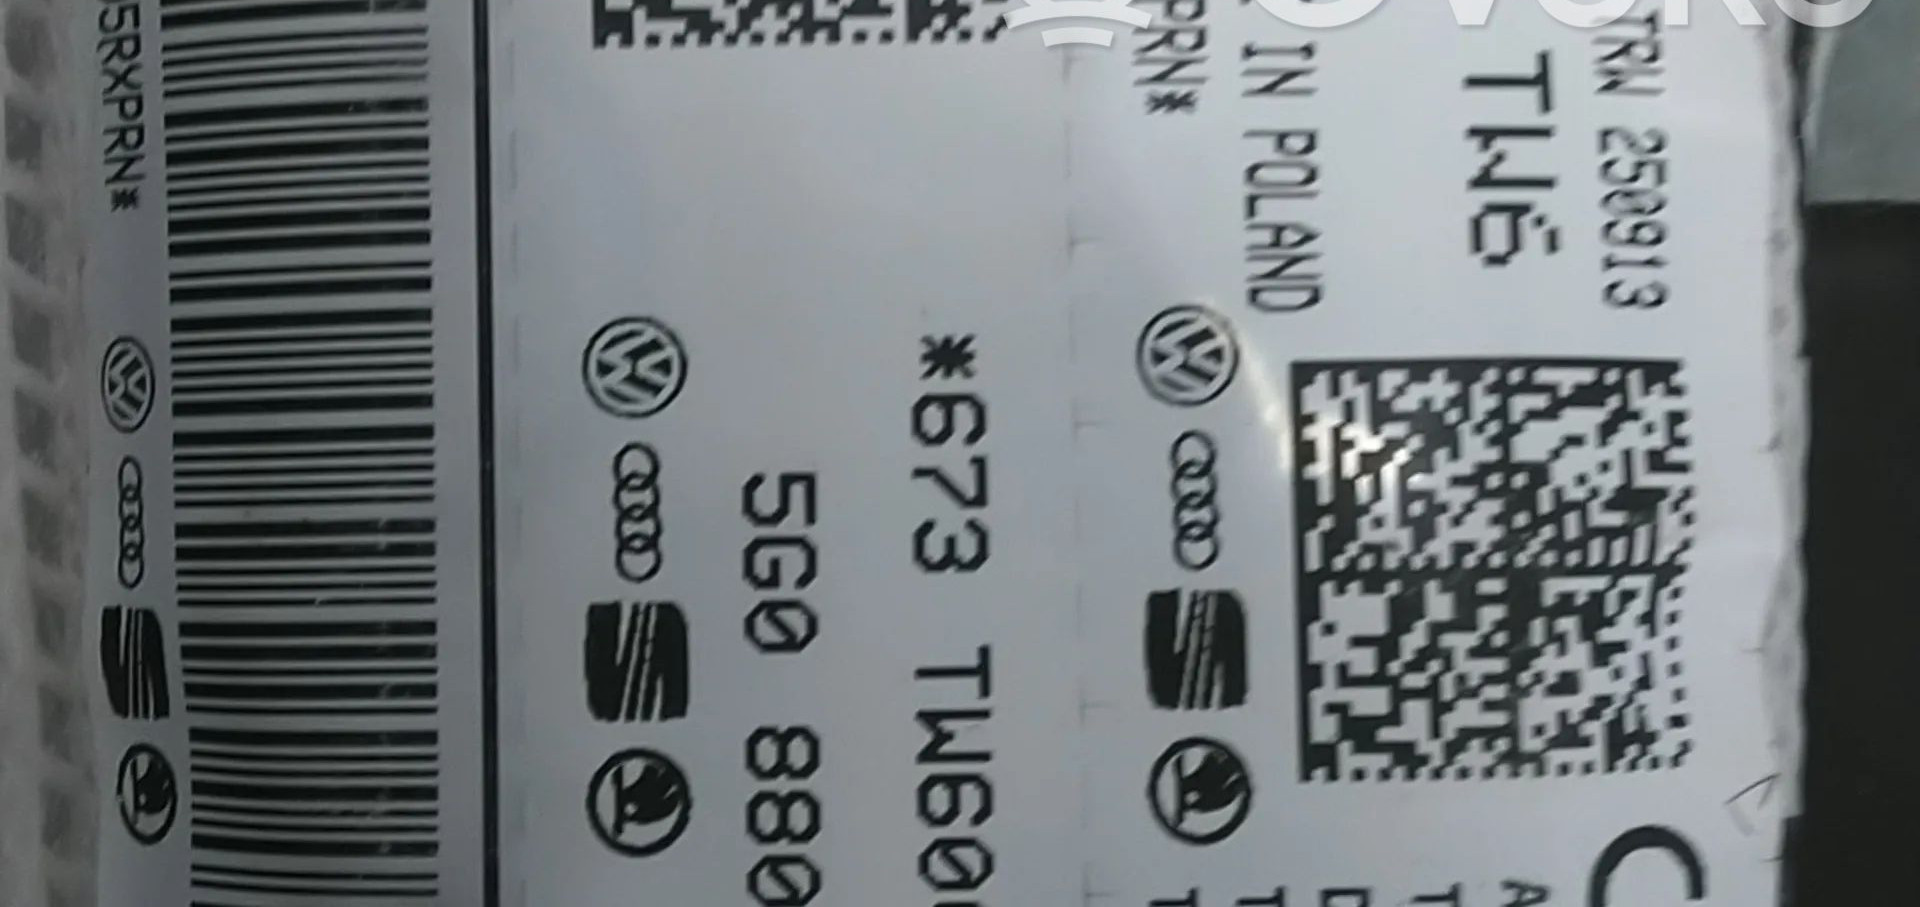 TRW 250913
TW6
IN POLAND
PRN*
*673 TW60
5G0 880
5RXPRN*